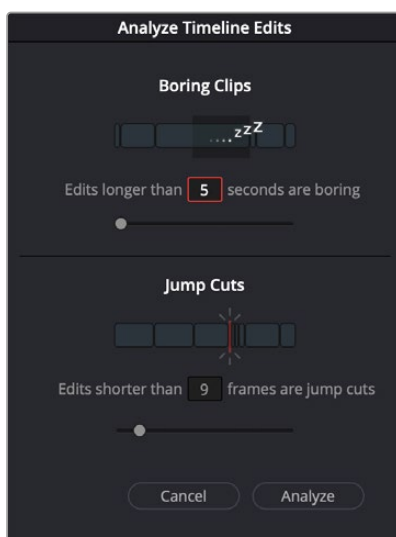 Analyze Timeline Edits
Boring Clips
....zzZ
Edits longer than 5 seconds are boring
Jump Cuts
Edits shorter than 9 frames are jump cuts
Cancel Analyze